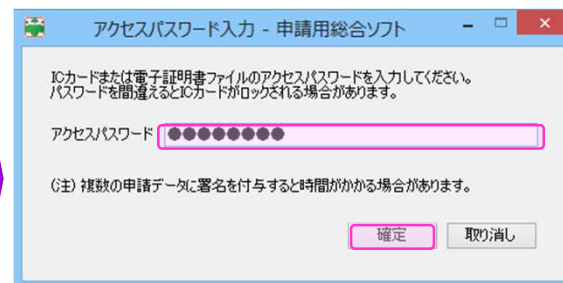 アクセスパスワード入力 - 申請用総合ソフト
ICカードまたは電子証明書ファイルのアクセスパスワードを入力してください。
パスワードを間違えるとICカードがロックされる場合があります。
アクセスパスワード ●●●●●●●●
(注) 複数の申請データに署名を付与すると時間がかかる場合があります。
確定 取り消し